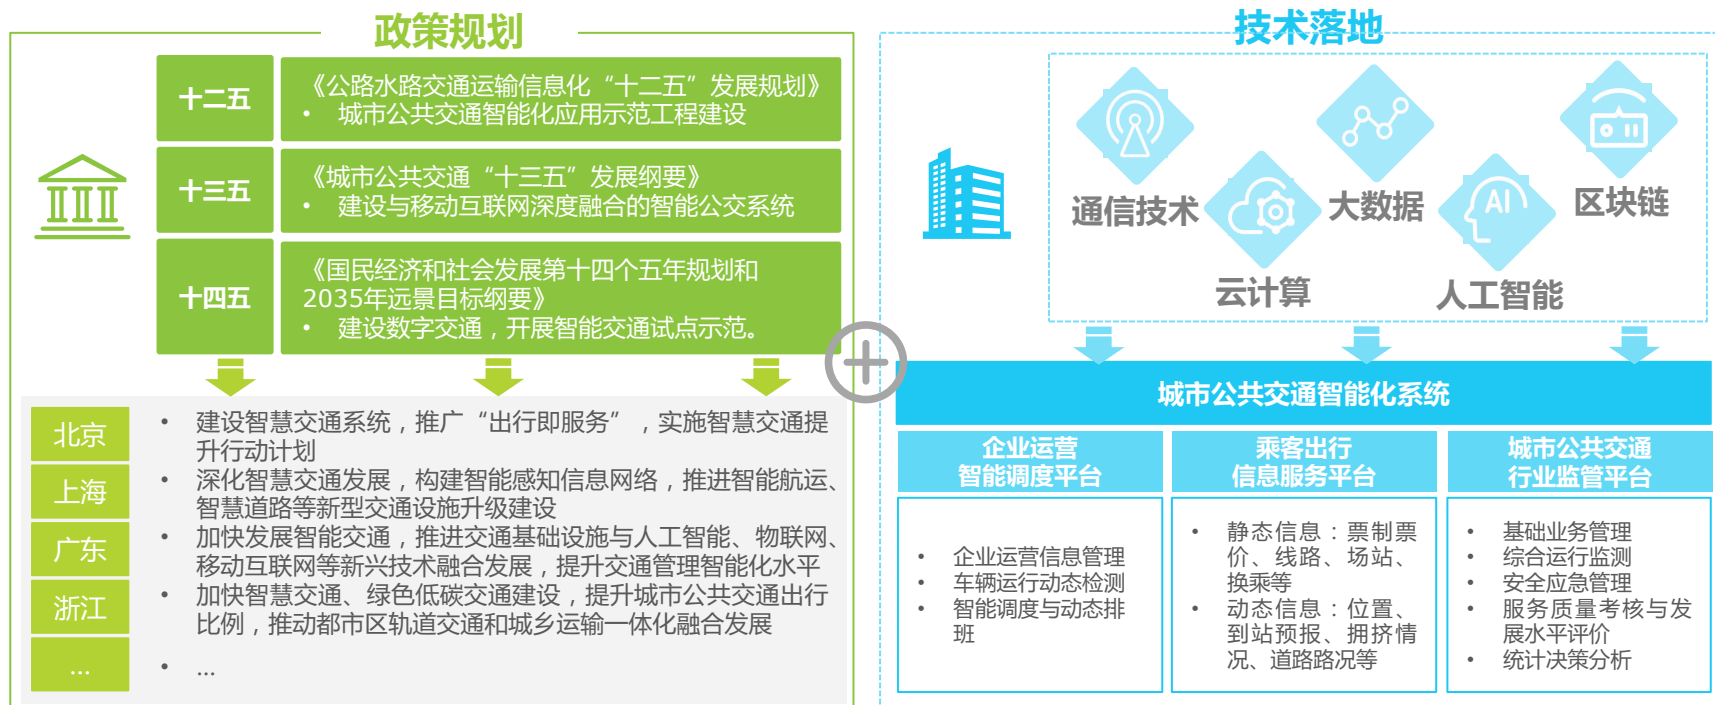 政策规划
十二五
《公路水路交通运输信息化“十二五”发展规划》
• 城市公共交通智能化应用示范工程建设
十三五
《城市公共交通“十三五”发展纲要》
• 建设与移动互联网深度融合的智能公交系统
十四五
《国民经济和社会发展第十四个五年规划和
2035年远景目标纲要》
• 建设数字交通，开展智能交通试点示范。
北京
• 建设智慧交通系统，推广“出行即服务”，实施智慧交通提
升行动计划
上海
• 深化智慧交通发展，构建智能感知信息网络，推进智能航运、
智慧道路等新型交通设施升级建设
广东
• 加快发展智能交通，推进交通基础设施与人工智能、物联网、
移动互联网等新兴技术融合发展，提升交通管理智能化水平
浙江
• 加快智慧交通、绿色低碳交通建设，提升城市公共交通出行
比例，推动都市区轨道交通和城乡运输一体化融合发展
...
• ...
技术落地
通信技术
云计算
大数据
AI
人工智能
区块链
城市公共交通智能化系统
企业运营
智能调度平台
• 企业运营信息管理
• 车辆运行动态检测
• 智能调度与动态排
班
乘客出行
信息服务平台
• 静态信息：票制票
价、线路、场站、
换乘等
• 动态信息：位置、
到站预报、拥挤情
况、道路路况等
城市公共交通
行业监管平台
• 基础业务管理
• 综合运行监测
• 安全应急管理
• 服务质量考核与发
展水平评价
• 统计决策分析